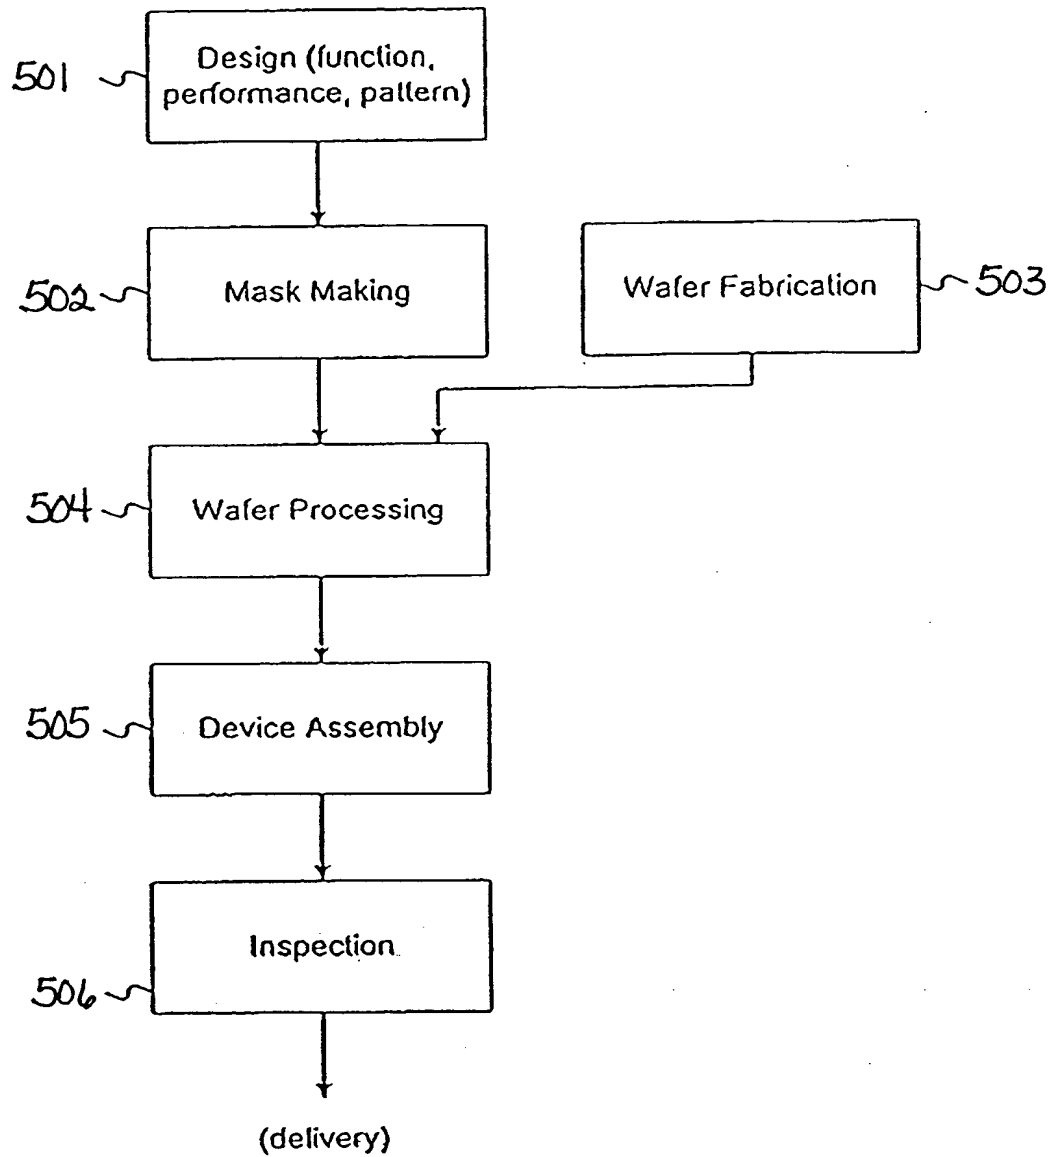 501
Design (function,
performance, pattern)
502
Mask Making
Wafer Fabrication
503
504
Wafer Processing
505
Device Assembly
Inspection
506
(delivery)